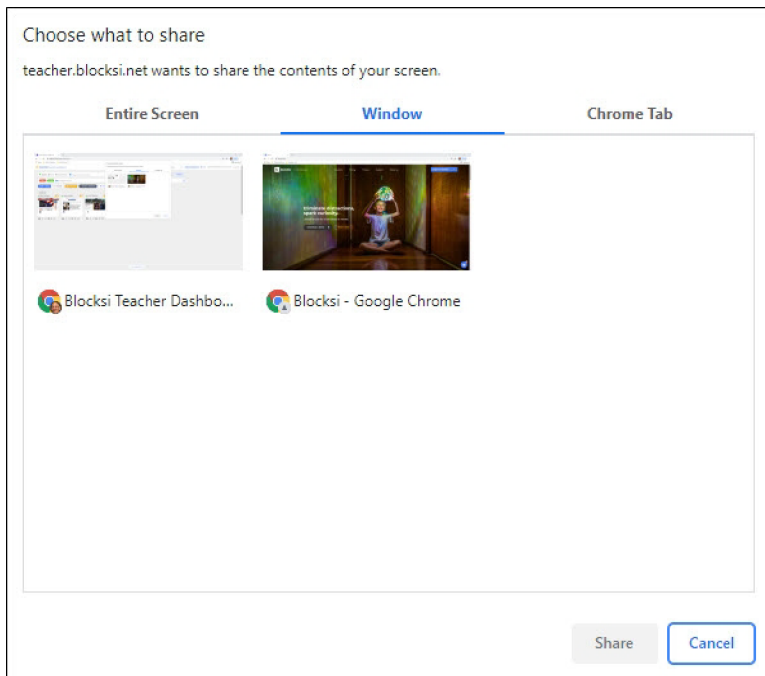 Choose what to share
teacher.blocksi.net wants to share the contents of your screen.
Entire Screen
Window
Chrome Tab
Blocksi Teacher Dashbo...
Blocksi - Google Chrome
Share
Cancel